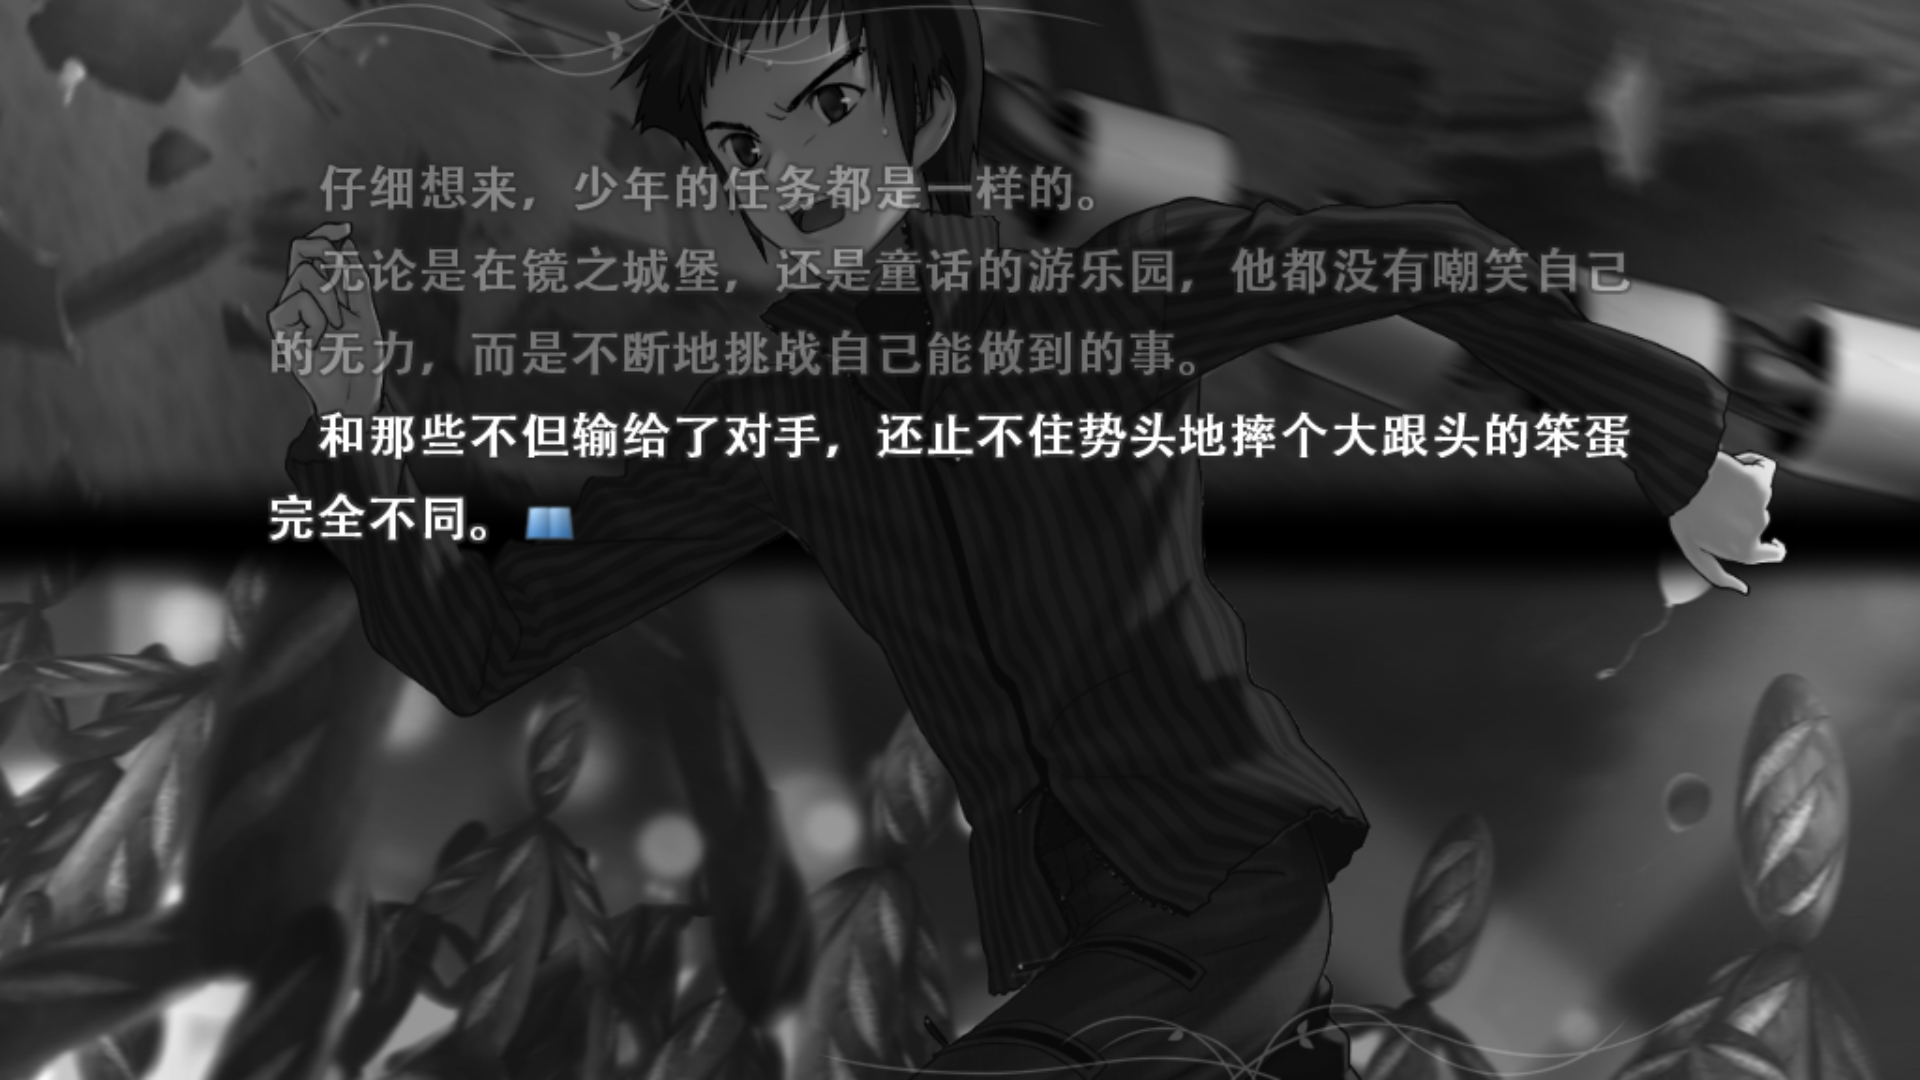 仔细想来，少年的任务都是一样的。
无论是在镜之城堡，还是童话的游乐园，他都没有嘲笑自己
的无力，而是不断地挑战自己能做到的事。
和那些不但输给了对手，还止不住势头地摔个大跟头的笨蛋
完全不同。